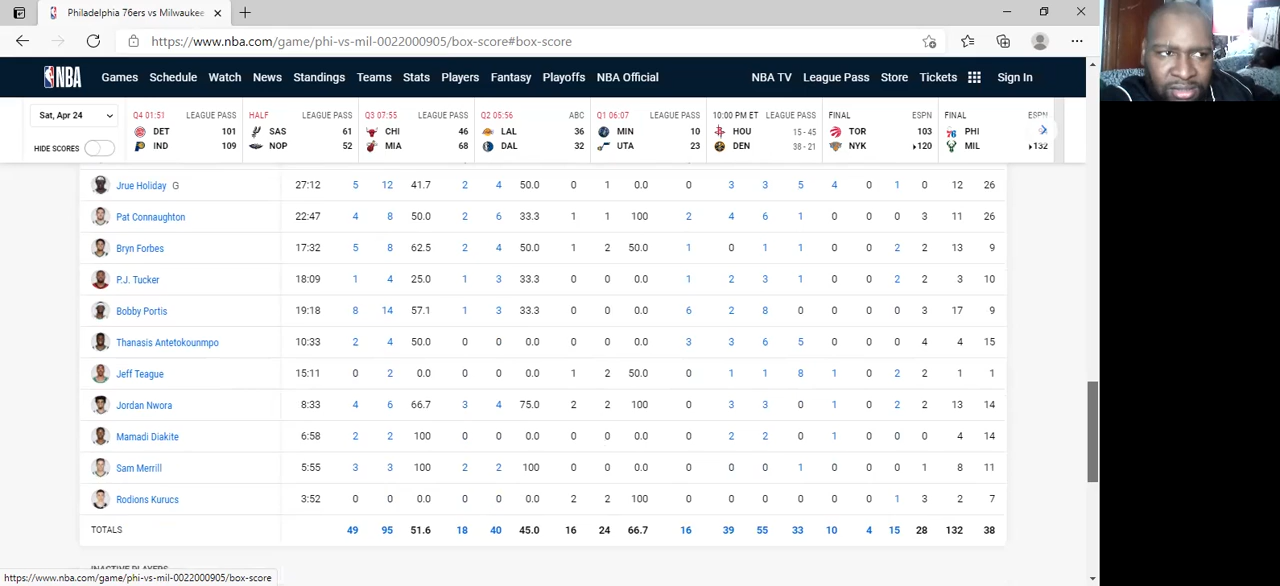 Philadelphia 76ers vs Milwaukee
https://www.nba.com/game/phi-vs-mil-0022000905/box-score#box-score
NBA Games Schedule Watch News Standings Teams Stats Players Fantasy Playoffs NBA Official NBA TV League Pass Store Tickets Sign In
Sat, Apr 24 Q4 01:51 LEAGUE PASS HALF LEAGUE PASS Q3 07:55 LEAGUE PASS Q2 05:56 ABC Q1 06:07 LEAGUE PASS 10:00 PM ET LEAGUE PASS FINAL ESPN FINAL ESPN
DET 101 SAS 61 CHI 46 LAL 36 MIN 10 HOU 15 - 45 TOR 103 PHI
HIDE SCORES IND 109 NOP 52 MIA 68 DAL 32 UTA 23 DEN 38 - 21 NYK 120 MIL 132
Jrue Holiday G 27:12 5 12 41.7 2 4 50.0 0 1 0.0 0 3 3 5 4 0 1 0 12 26
Pat Connaughton 22:47 4 8 50.0 2 6 33.3 1 1 100 2 4 6 1 0 0 0 3 11 26
Bryn Forbes 17:32 5 8 62.5 2 4 50.0 1 2 50.0 1 0 1 1 0 0 2 2 13 9
P.J. Tucker 18:09 1 4 25.0 1 3 33.3 0 0 0.0 1 2 3 1 0 0 2 2 3 10
Bobby Portis 19:18 8 14 57.1 1 3 33.3 0 0 0.0 6 2 8 0 0 0 0 3 17 9
Thanasis Antetokounmpo 10:33 2 4 50.0 0 0 0.0 0 0 0.0 3 3 6 5 0 0 0 4 4 15
Jeff Teague 15:11 0 2 0.0 0 0 0.0 1 2 50.0 0 1 1 8 1 0 2 2 1 1
Jordan Nwora 8:33 4 6 66.7 3 4 75.0 2 2 100 0 3 3 0 1 0 2 2 13 14
Mamadi Diakite 6:58 2 2 100 0 0 0.0 0 0 0.0 0 2 2 0 1 0 0 0 4 14
Sam Merrill 5:55 3 3 100 2 2 100 0 0 0.0 0 0 0 1 0 0 0 1 8 11
Rodions Kurucs 3:52 0 0 0.0 0 0 0.0 2 2 100 0 0 0 0 0 0 1 3 2 7
TOTALS 49 95 51.6 18 40 45.0 16 24 66.7 16 39 55 33 10 4 15 28 132 38
INACTIVE PLAYERS
https://www.nba.com/game/phi-vs-mil-0022000905/box-score